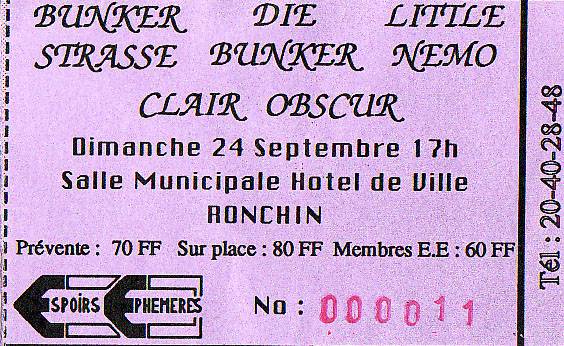 BUNKER DIE LITTLE
STRASSE BUNKER NEMO
CLAIR OBSCUR
Dimanche 24 Septembre 17h
Salle Municipale Hotel de Ville
RONCHIN
Prévente : 70 FF Sur place : 80 FF Membres E.E : 60 FF
ESPOIRS EPHEMERES No : 000011
Tél : 20-40-28-48